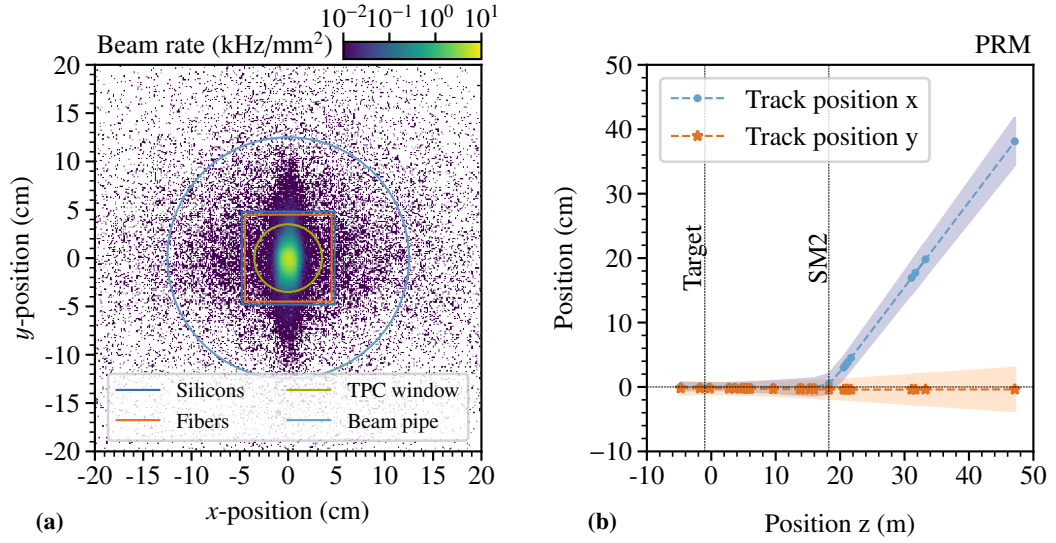 10⁻² 10⁻¹ 10⁰ 10¹
Beam rate (kHz/mm²)
20
15
10
5
0
-5
-10
-15
-20
y-position (cm)
Silicons
TPC window
Fibers
Beam pipe
-20 -15 -10 -5 0 5 10 15 20
x-position (cm)
(a)
PRM
Track position x
Track position y
50
40
30
20
10
0
−10
Position (cm)
Target
SM2
-10 0 10 20 30 40 50
Position z (m)
(b)